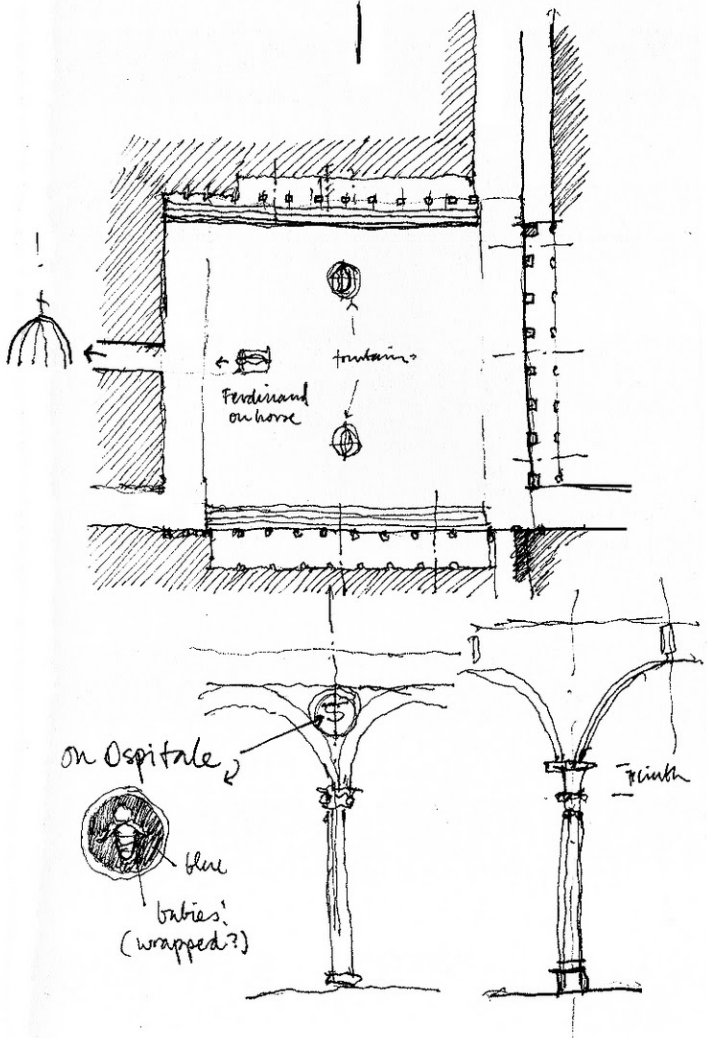 !
fountains
Ferdinand
on horse
on Ospitale
blue
babies!
(wrapped?)